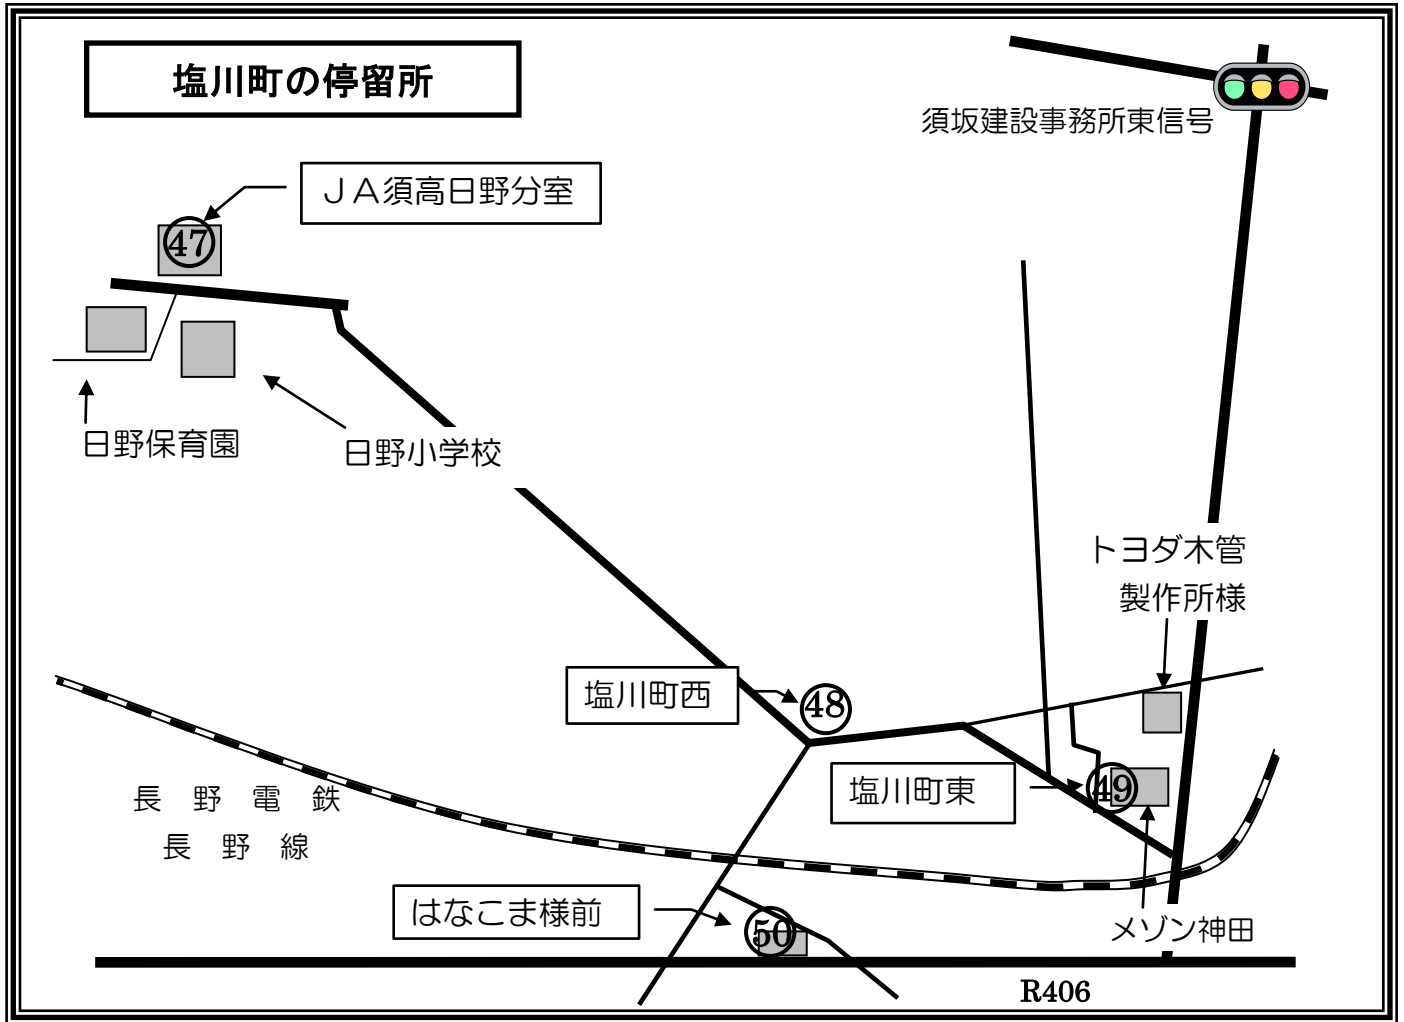 塩川町の停留所
須坂建設事務所東信号
ＪＡ須高日野分室
47
日野保育園
日野小学校
トヨダ木管
製作所様
塩川町西
48
塩川町東
49
長 野 電 鉄
長 野 線
はなこま様前
50
メゾン神田
R406